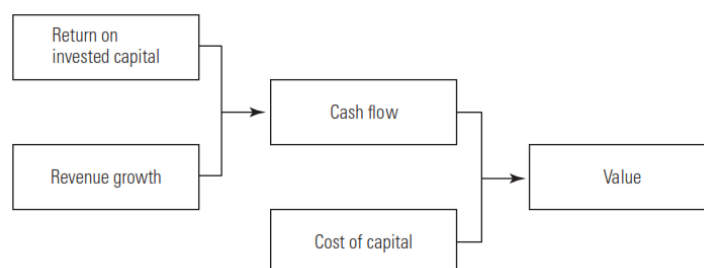 Return on
invested capital
Revenue growth
Cash flow
Cost of capital
Value